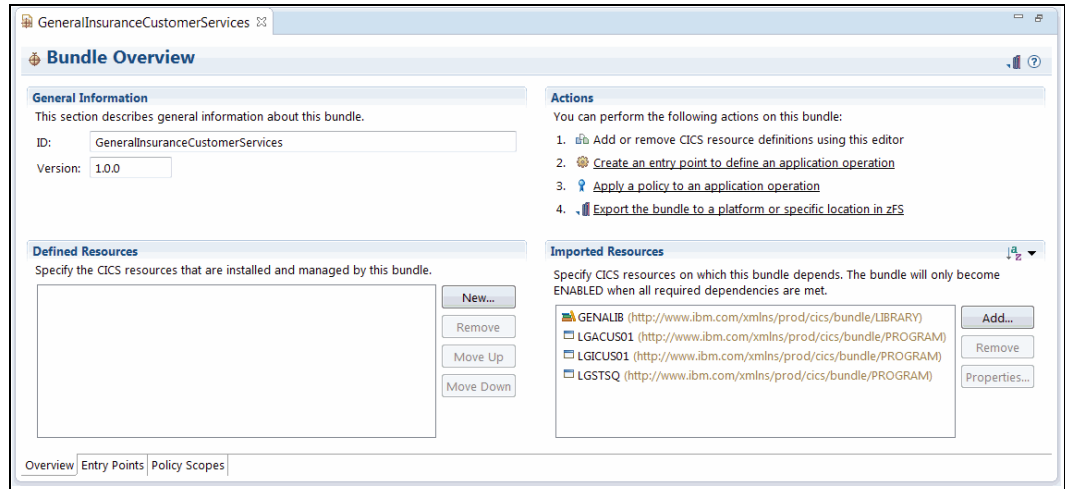 GeneralInsuranceCustomerServices
Bundle Overview
General Information
This section describes general information about this bundle.
ID: GeneralInsuranceCustomerServices
Version: 1.0.0
Actions
You can perform the following actions on this bundle:
1. Add or remove CICS resource definitions using this editor
2. Create an entry point to define an application operation
3. Apply a policy to an application operation
4. Export the bundle to a platform or specific location in zFS
Defined Resources
Specify the CICS resources that are installed and managed by this bundle.
New...
Remove
Move Up
Move Down
Imported Resources
Specify CICS resources on which this bundle depends. The bundle will only become
ENABLED when all required dependencies are met.
GENALIB (http://www.ibm.com/xmlns/prod/cics/bundle/LIBRARY)
LGACUS01 (http://www.ibm.com/xmlns/prod/cics/bundle/PROGRAM)
LGICUS01 (http://www.ibm.com/xmlns/prod/cics/bundle/PROGRAM)
LGSTSQ (http://www.ibm.com/xmlns/prod/cics/bundle/PROGRAM)
Add...
Remove
Properties...
Overview Entry Points Policy Scopes